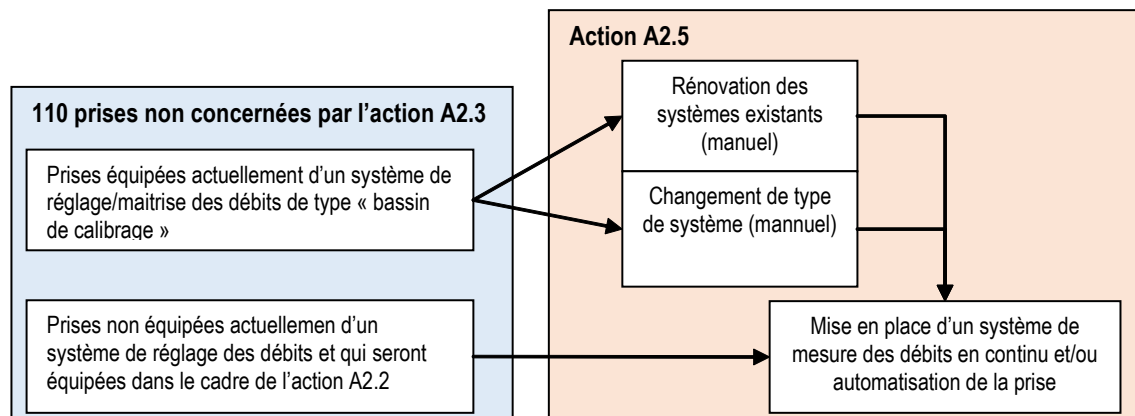 Action A2.5
110 prises non concernées par l'action A2.3
Rénovation des
systèmes existants
(manuel)
Prises équipées actuellement d'un système de
réglage/maitrise des débits de type « bassin
de calibrage »
Changement de type
de système (mannuel)
Prises non équipées actuellemen d'un
système de réglage des débits et qui seront
équipées dans le cadre de l'action A2.2
Mise en place d'un système de
mesure des débits en continu et/ou
automatisation de la prise